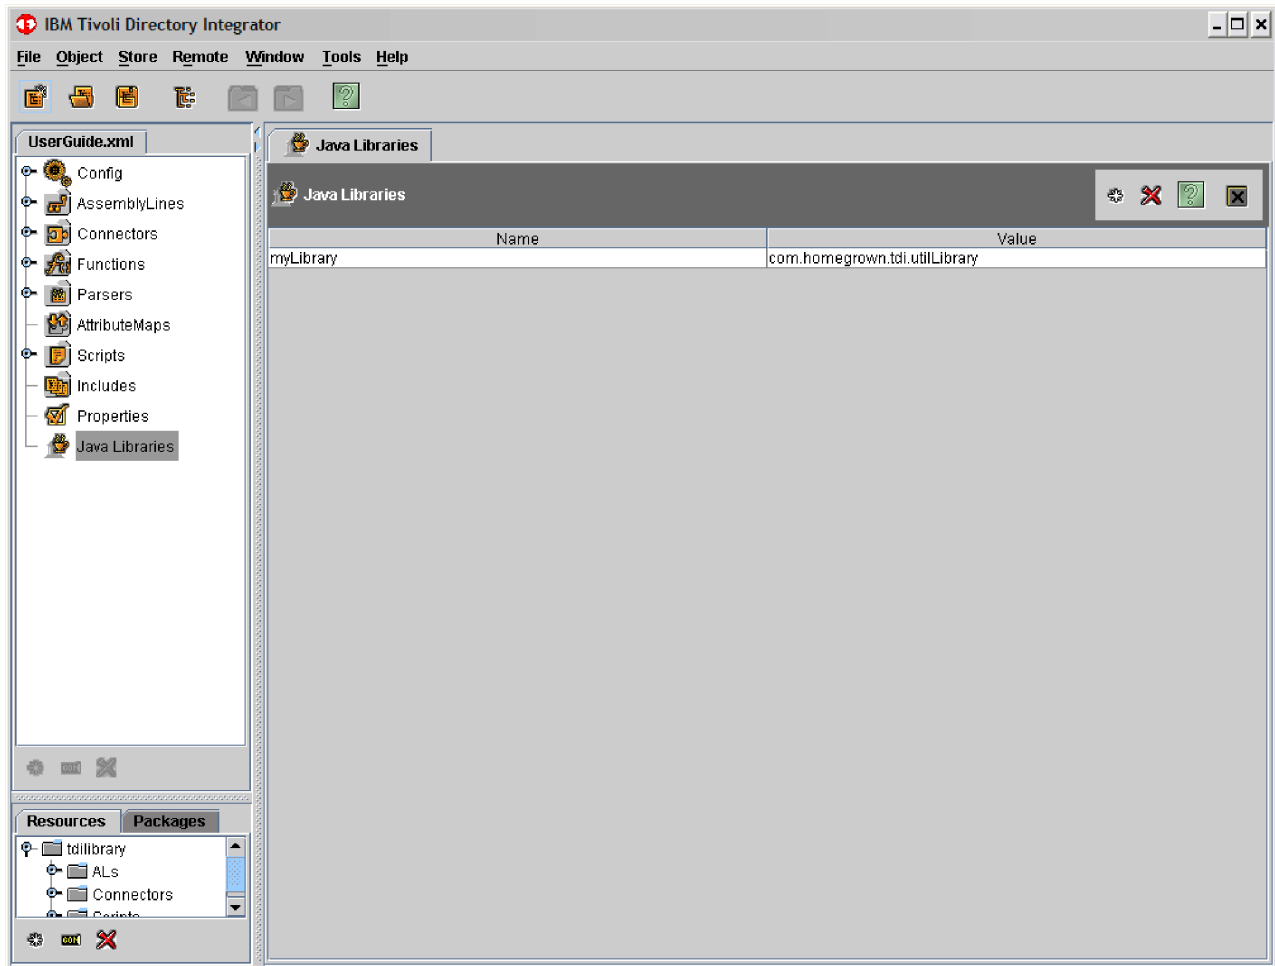 IBM Tivoli Directory Integrator
File Object Store Remote Window Tools Help
UserGuide.xml
Config
AssemblyLines
Connectors
Functions
Parsers
AttributeMaps
Scripts
Includes
Properties
Java Libraries
Java Libraries
Java Libraries
Name Value
myLibrary com.homegrown.tdi.utilLibrary
Resources Packages
tdilibrary
ALs
Connectors
Scripts